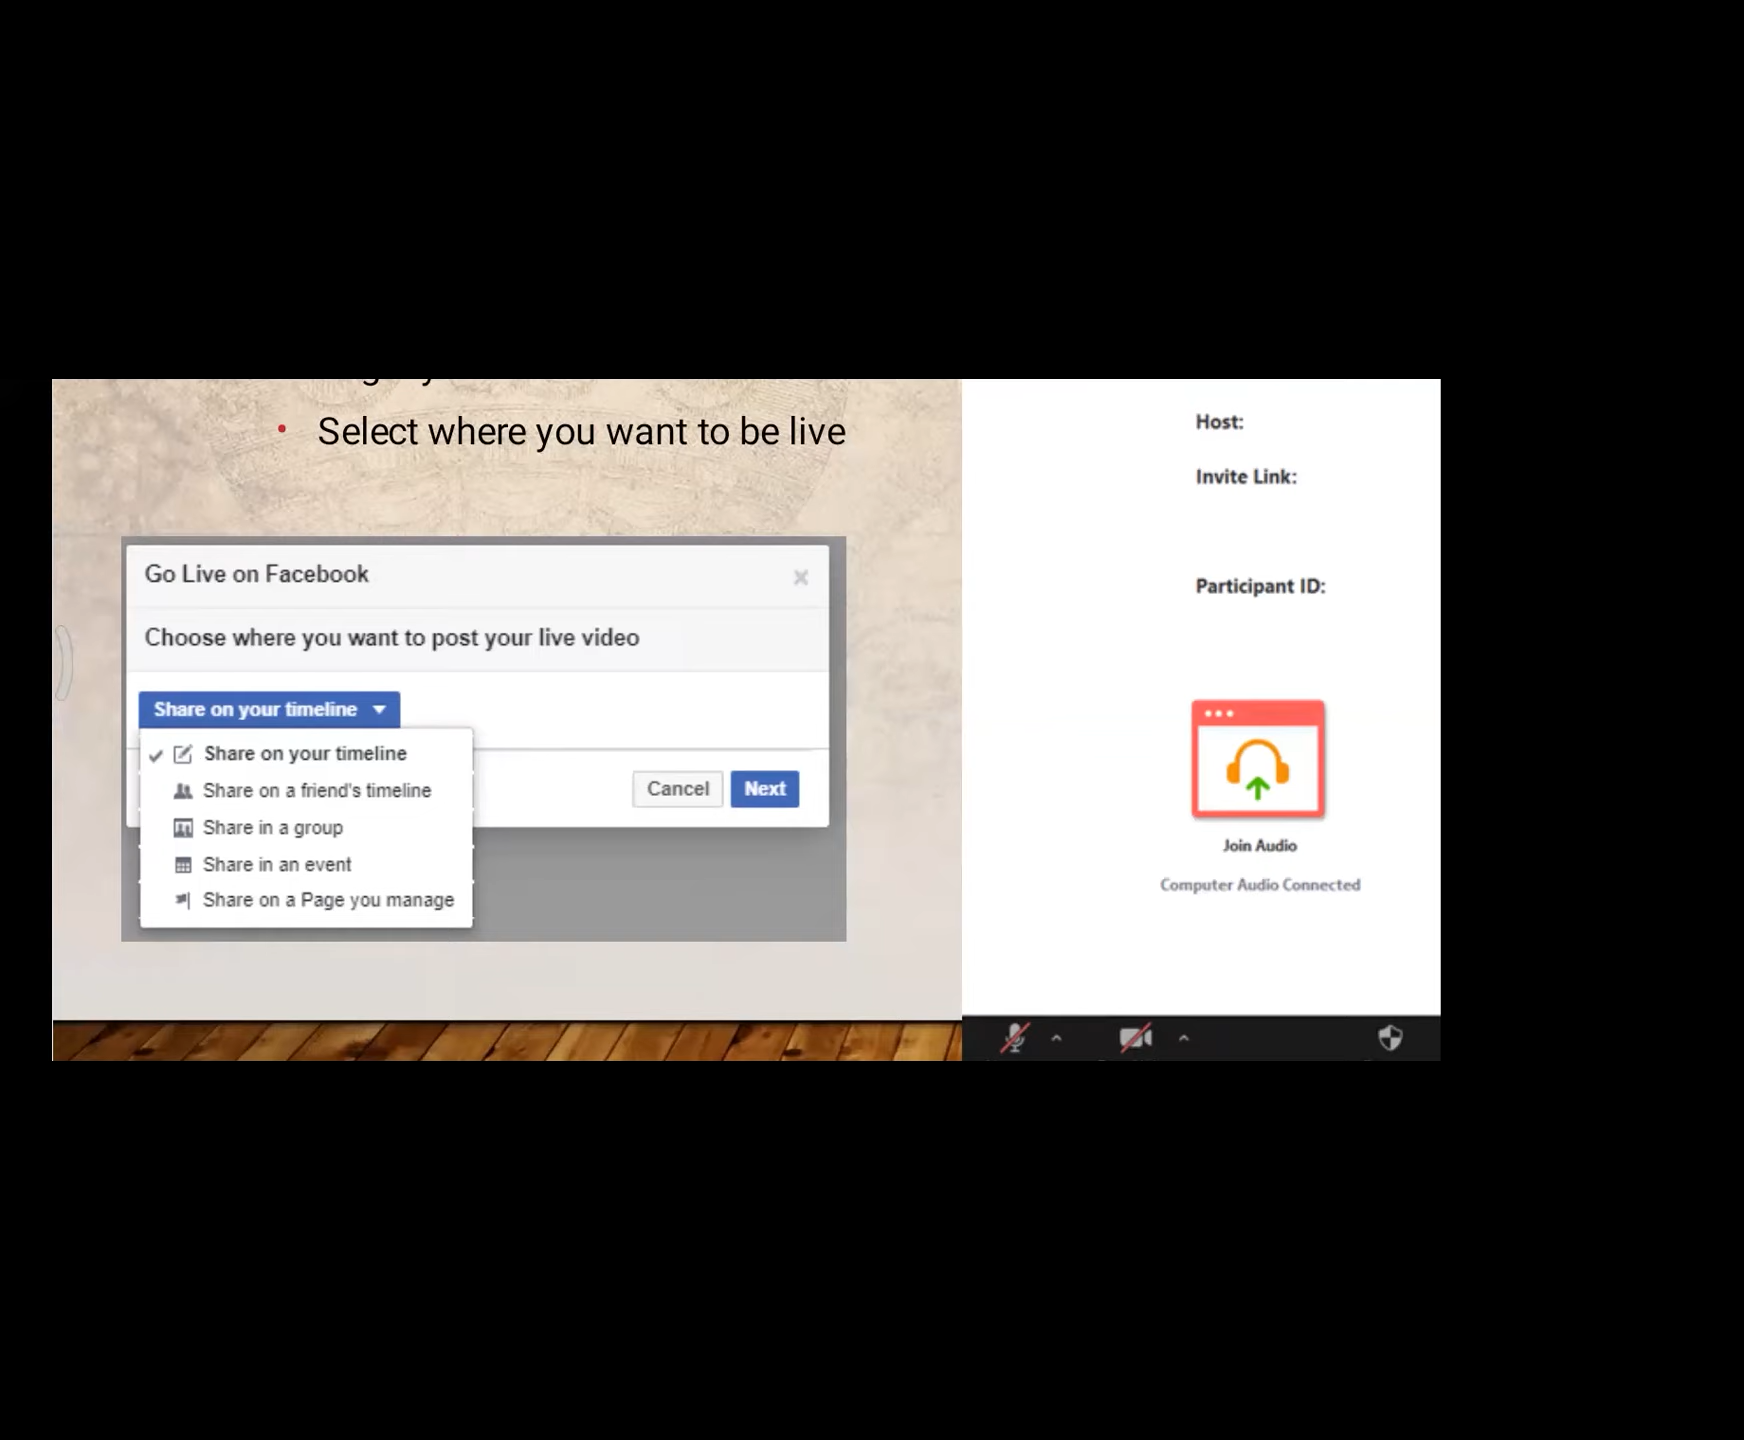 Select where you want to be live
Go Live on Facebook
Choose where you want to post your live video
Share on your timeline
Share on your timeline
Share on a friend's timeline
Share in a group
Share in an event
Share on a Page you manage
Cancel
Next
Host:
Invite Link:
Participant ID:
Join Audio
Computer Audio Connected